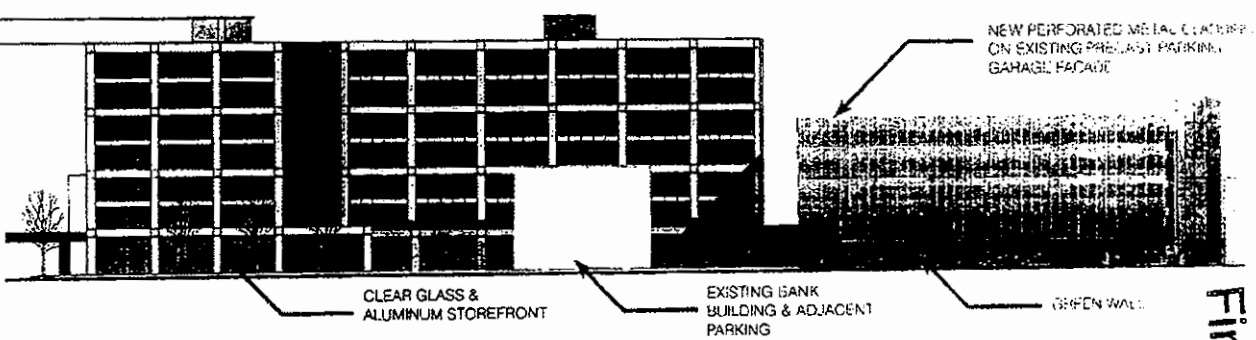 NEW PERFORATED METAL CLADDING
ON EXISTING PRECAST PARKING
GARAGE FACADE
CLEAR GLASS &
ALUMINUM STOREFRONT
EXISTING BANK
BUILDING & ADJACENT
PARKING
GREEN WALL
Fir